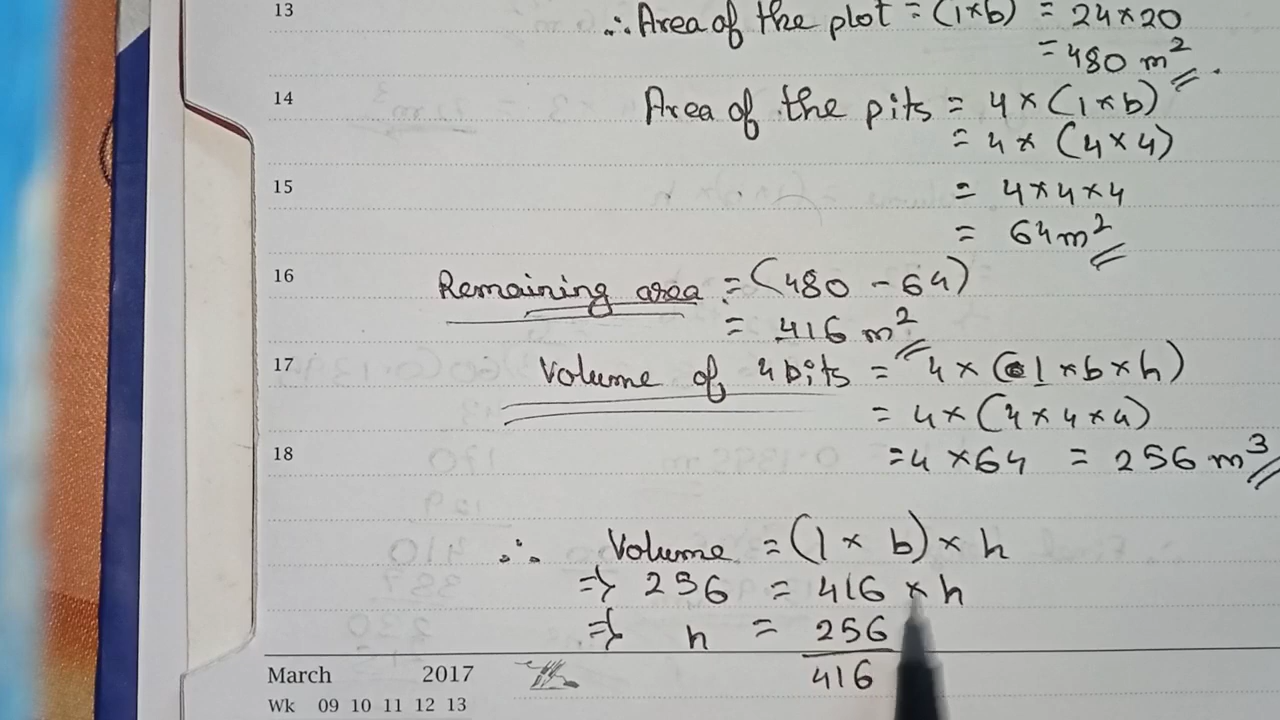 13
∴ Area of the plot = (l×b) = 24×20
= 480 m²
14
Area of the pits = 4×(l×b)
= 4×(4×4)
15
= 4×4×4
= 64m²
16
Remaining area = (480-64)
= 416 m²
17
Volume of 4 pits = 4×(l×b×h)
= 4×(4×4×4)
18
=4×64 = 256 m³
∴ Volume = (l×b)×h
⇒ 256 = 416×h
⇒ h = 256
416
March 2017
Wk 09 10 11 12 13